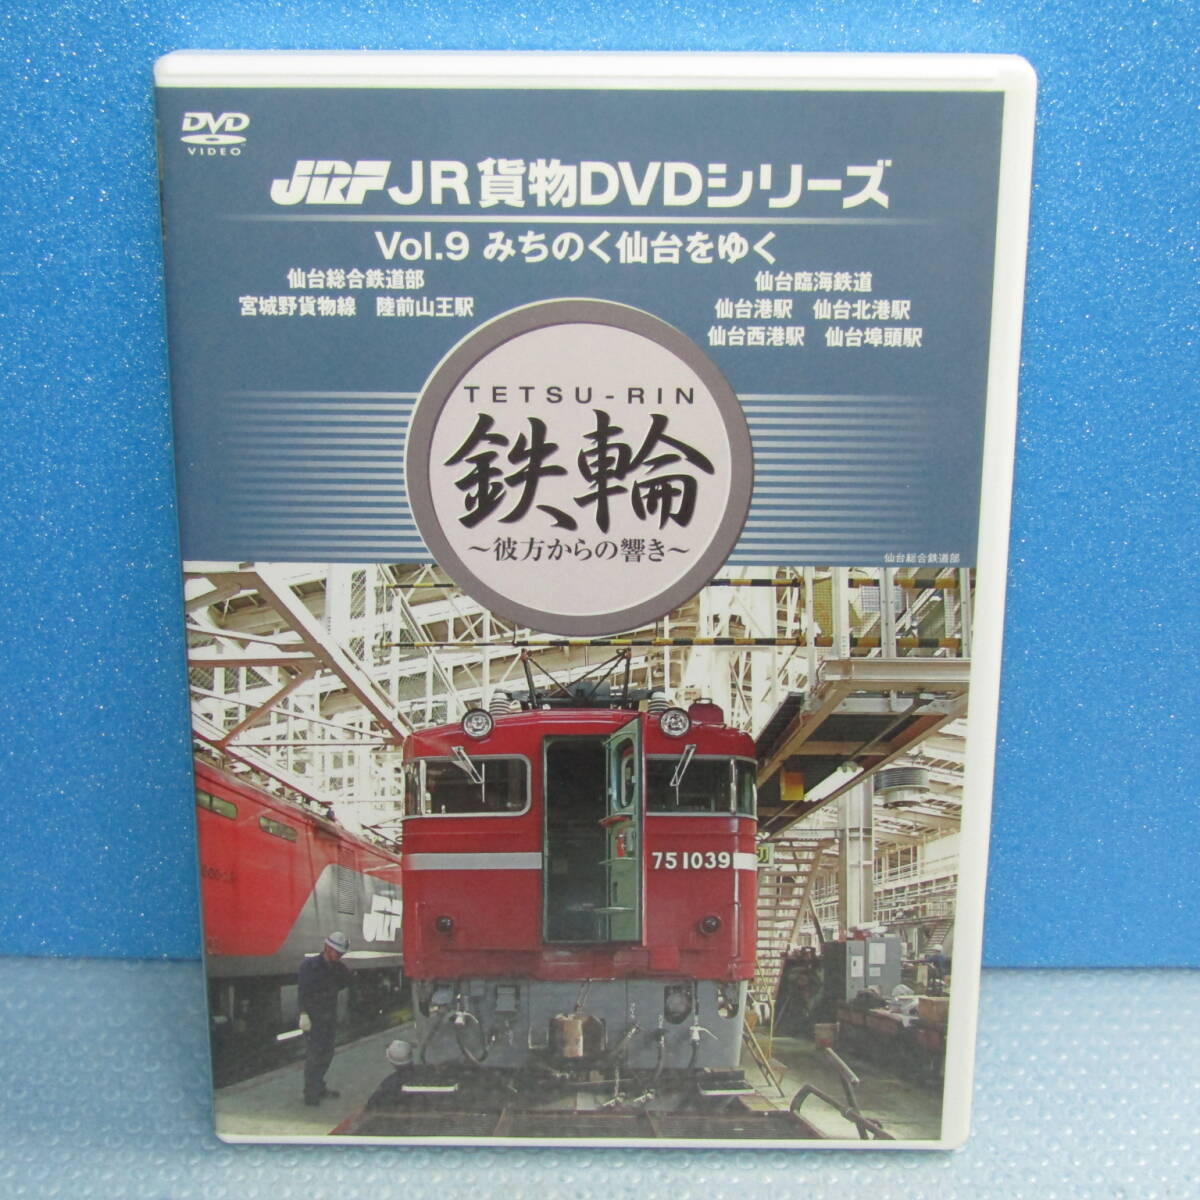 DVD
VIDEO
JRF JR貨物DVDシリーズ
Vol.9 みちのく仙台をゆく
仙台総合鉄道部
宮城野貨物線 陸前山王駅
仙台臨海鉄道
仙台港駅 仙台北港駅
仙台西港駅 仙台埠頭駅
TETSU-RIN
鉄輪
～彼方からの響き～
仙台総合鉄道部
75 1039
JRF